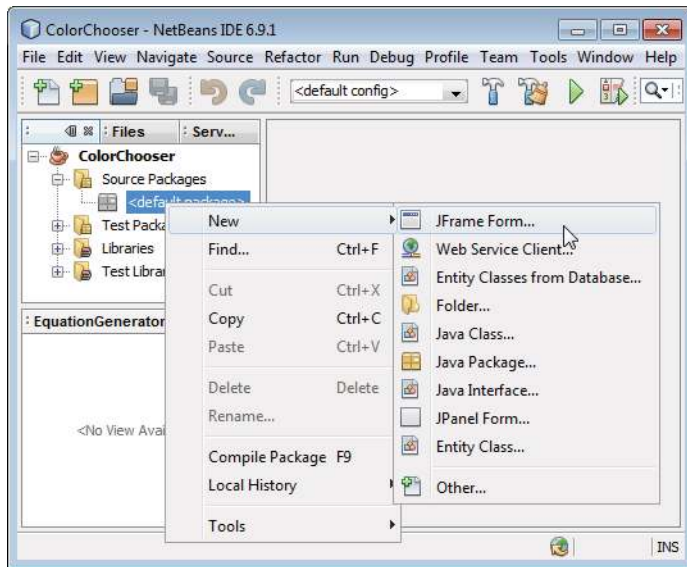 ColorChooser - NetBeans IDE 6.9.1
File Edit View Navigate Source Refactor Run Debug Profile Team Tools Window Help
<default config>
Files
Serv...
ColorChooser
Source Packages
<default package>
Test Packa
Libraries
Test Librar
EquationGenerator
<No View Avai
New
Find... Ctrl+F
Cut Ctrl+X
Copy Ctrl+C
Paste Ctrl+V
Delete Delete
Rename...
Compile Package F9
Local History
Tools
JFrame Form...
Web Service Client...
Entity Classes from Database...
Folder...
Java Class...
Java Package...
Java Interface...
JPanel Form...
Entity Class...
Other...
INS